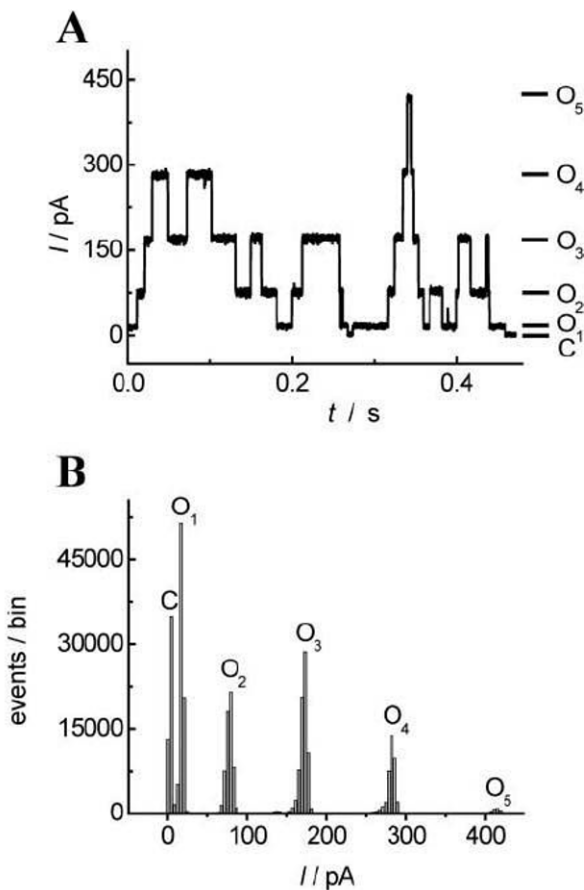 A
450
300
150
0
I / pA
O₅
O₄
O₃
O₂
O₁
C
0.0 0.2 0.4
t / s
B
45000
30000
15000
0
events / bin
C
O₁
O₂
O₃
O₄
O₅
0 100 200 300 400
I / pA